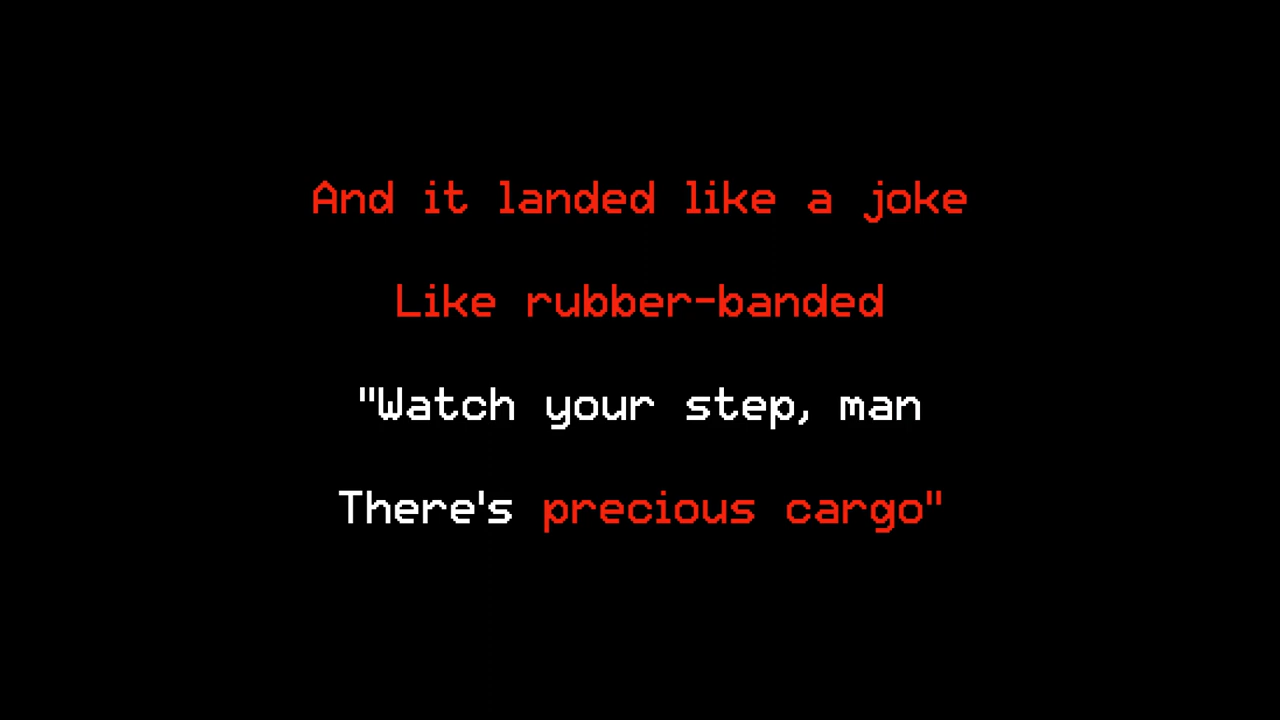 And it landed like a joke
Like rubber-banded
"Watch your step, man
There's precious cargo"